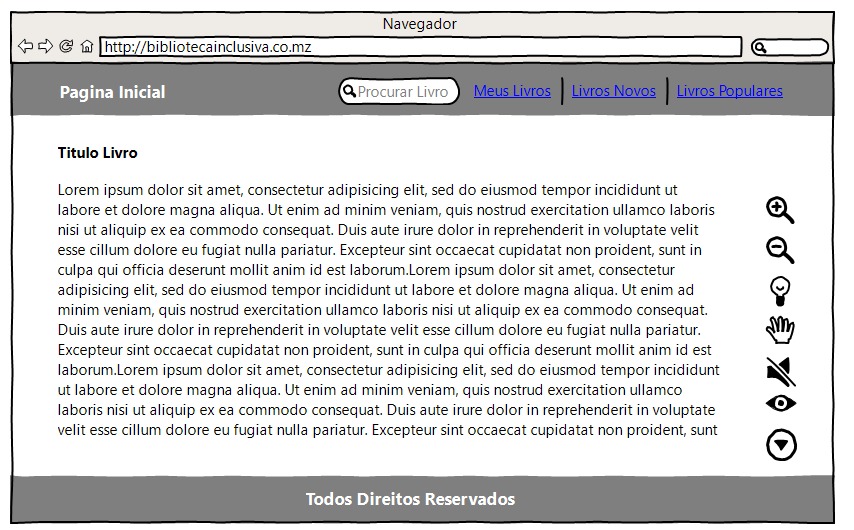 Navegador
http://bibliotecainclusiva.co.mz
Pagina Inicial
Procurar Livro
Meus Livros
Livros Novos
Livros Populares
Titulo Livro
Lorem ipsum dolor sit amet, consectetur adipisicing elit, sed do eiusmod tempor incididunt ut
labore et dolore magna aliqua. Ut enim ad minim veniam, quis nostrud exercitation ullamco laboris
nisi ut aliquip ex ea commodo consequat. Duis aute irure dolor in reprehenderit in voluptate velit
esse cillum dolore eu fugiat nulla pariatur. Excepteur sint occaecat cupidatat non proident, sunt in
culpa qui officia deserunt mollit anim id est laborum.Lorem ipsum dolor sit amet, consectetur
adipisicing elit, sed do eiusmod tempor incididunt ut labore et dolore magna aliqua. Ut enim ad
minim veniam, quis nostrud exercitation ullamco laboris nisi ut aliquip ex ea commodo consequat.
Duis aute irure dolor in reprehenderit in voluptate velit esse cillum dolore eu fugiat nulla pariatur.
Excepteur sint occaecat cupidatat non proident, sunt in culpa qui officia deserunt mollit anim id est
laborum.Lorem ipsum dolor sit amet, consectetur adipisicing elit, sed do eiusmod tempor incididunt
ut labore et dolore magna aliqua. Ut enim ad minim veniam, quis nostrud exercitation ullamco
laboris nisi ut aliquip ex ea commodo consequat. Duis aute irure dolor in reprehenderit in voluptate
velit esse cillum dolore eu fugiat nulla pariatur. Excepteur sint occaecat cupidatat non proident, sunt
Todos Direitos Reservados